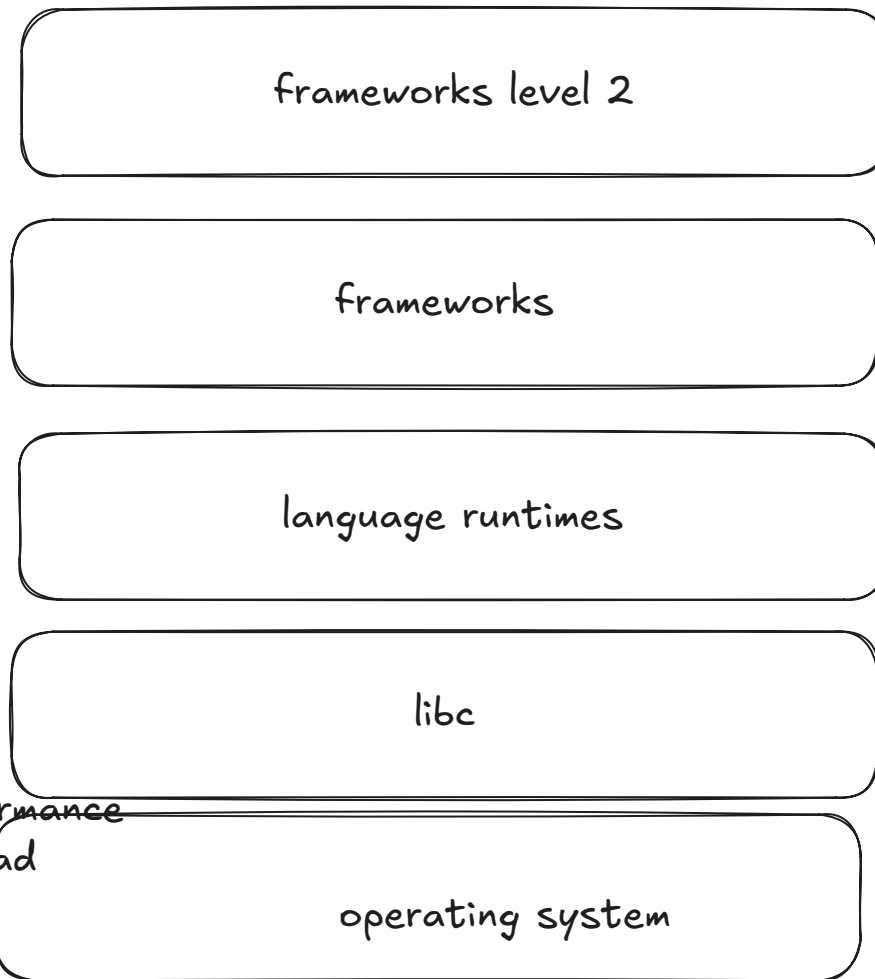 frameworks level 2
frameworks
language runtimes
libc
operating system